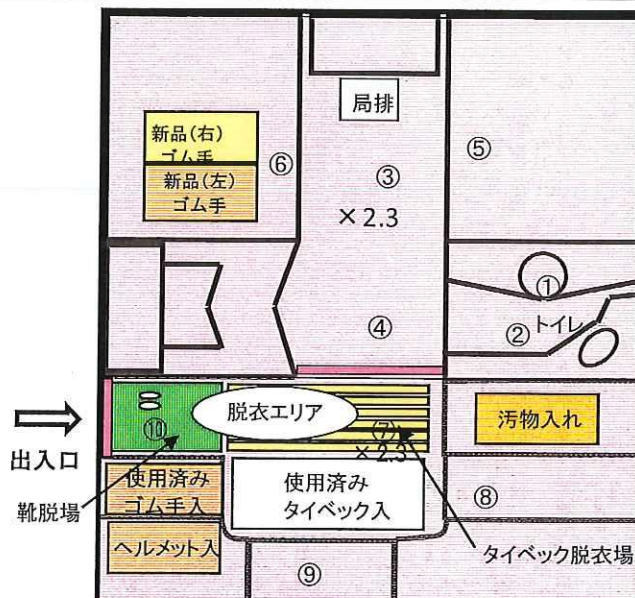 局排
新品(右)
ゴム手
新品(左)
ゴム手
⑥
③
⑤
×2.3
①
④
②
トイレ
出入口
⑩
脱衣エリア
(7)
×2.3
汚物入れ
靴脱場
使用済み
ゴム手入
使用済み
タイベック入
⑧
ヘルメット入
⑨
タイベック脱衣場